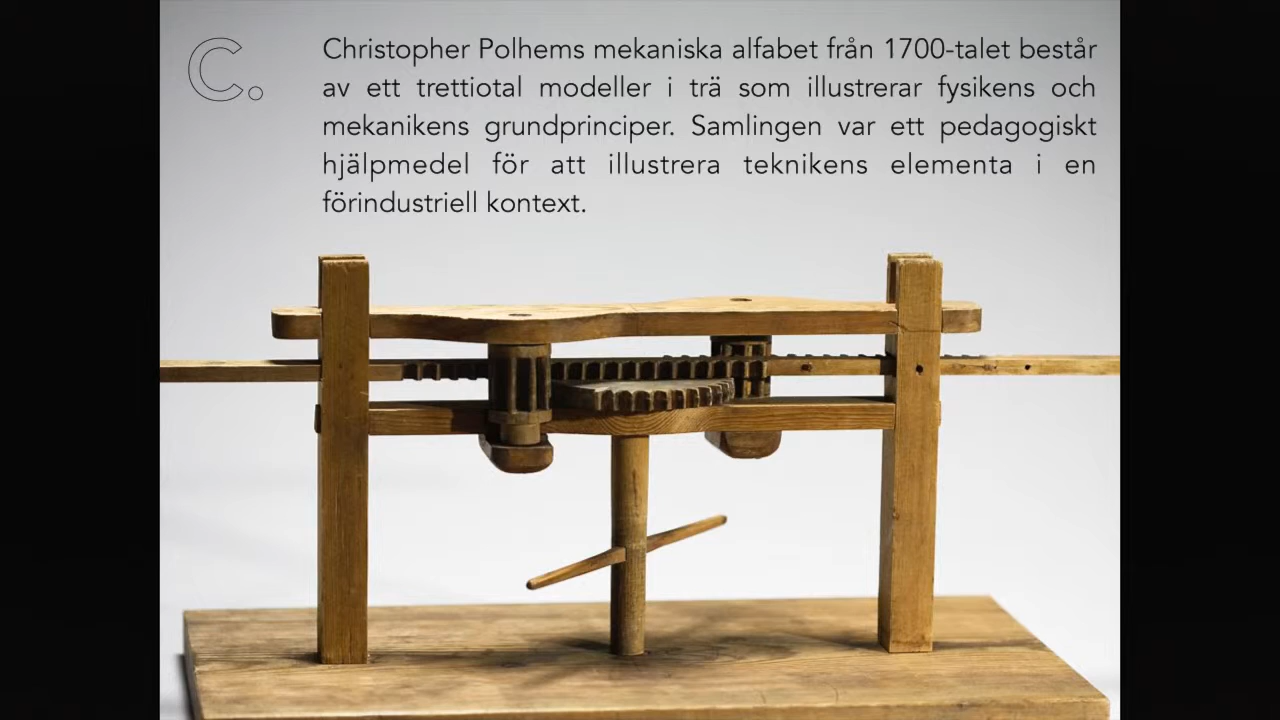 C.
Christopher Polhems mekaniska alfabet från 1700-talet består
av ett trettiotal modeller i trä som illustrerar fysikens och
mekanikens grundprinciper. Samlingen var ett pedagogiskt
hjälpmedel för att illustrera teknikens elementa i en
förindustriell kontext.